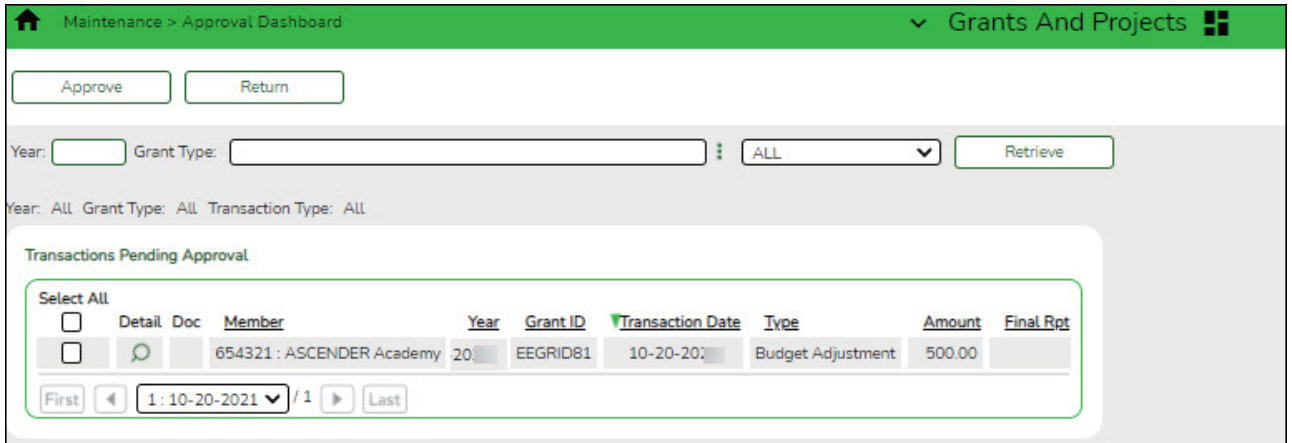 Maintenance > Approval Dashboard Grants And Projects
Approve Return
Year: Grant Type: ALL Retrieve
Year: All Grant Type: All Transaction Type: All
Transactions Pending Approval
Select All
Detail Doc Member Year Grant ID Transaction Date Type Amount Final Rpt
654321 : ASCENDER Academy EEGRID81 Budget Adjustment 500.00
First 1 : 10-20-2021 / 1 Last